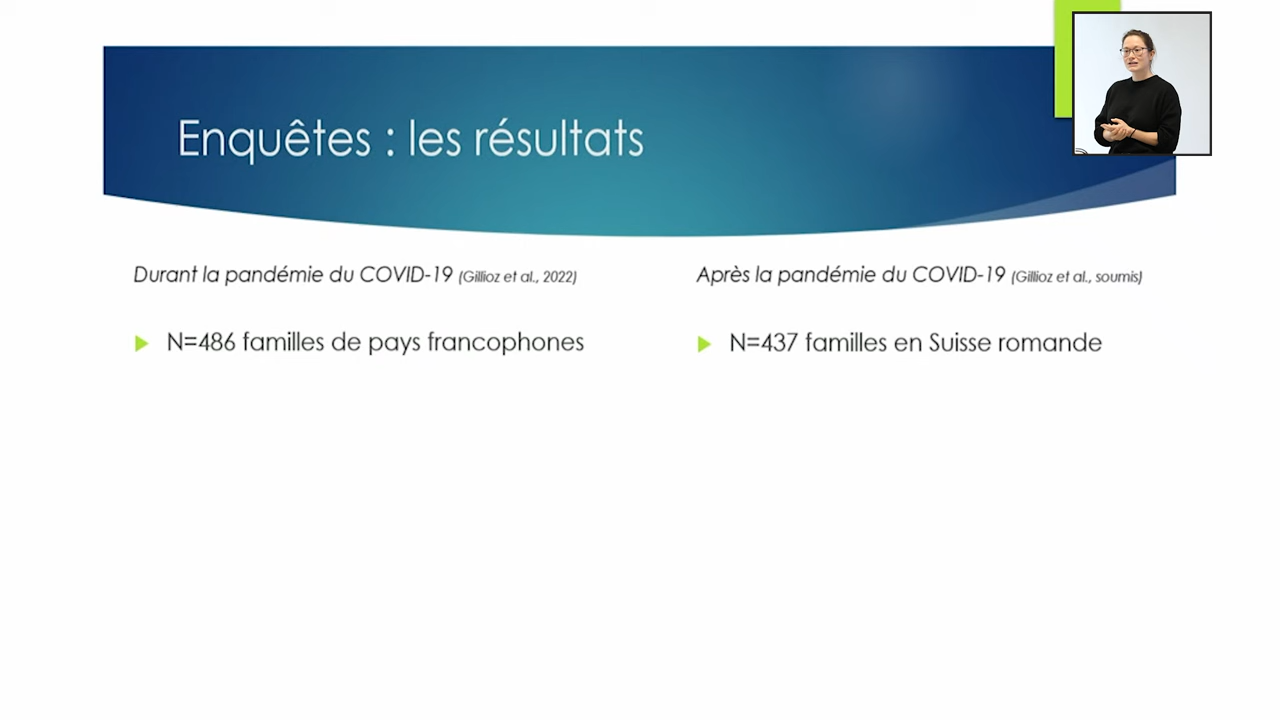 Enquêtes : les résultats
Durant la pandémie du COVID-19 (Gillioz et al., 2022)
N=486 familles de pays francophones
Après la pandémie du COVID-19 (Gillioz et al., soumis)
N=437 familles en Suisse romande